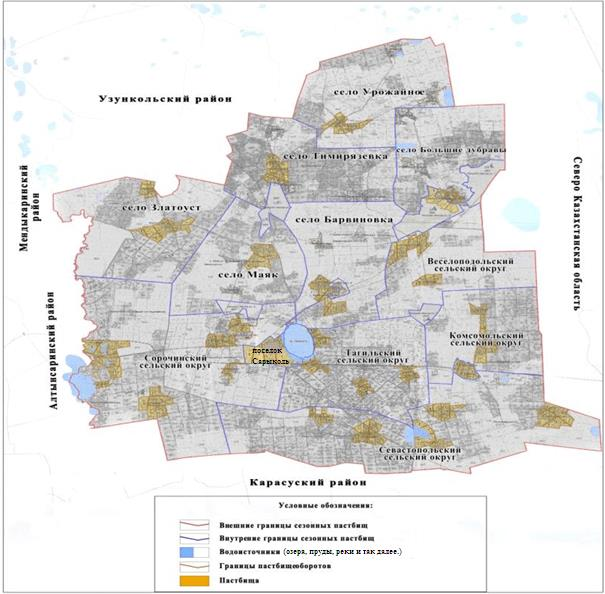 село Урожайное
Узункольский район
село Тимирязевка
село Большие дубравы
Мендыкаринский
район
Северо Казахстанская область
село Златоуст
село Барвиновка
Веселоподольский
сельский округ
село Маяк
Алтынсаринский район
Комсомольский
сельский округ
поселок
Сарыколь
Сорочинский
сельский округ
Тагильский
сельский округ
Севастопольский
сельский округ
Карасуский район
Условные обозначения:
Внешние границы сезонных пастбищ
Внутрение границы сезонных пастбищ
Водоисточники (озера, пруды, реки и так далее.)
Границы пастбищеоборотов
Пастбища